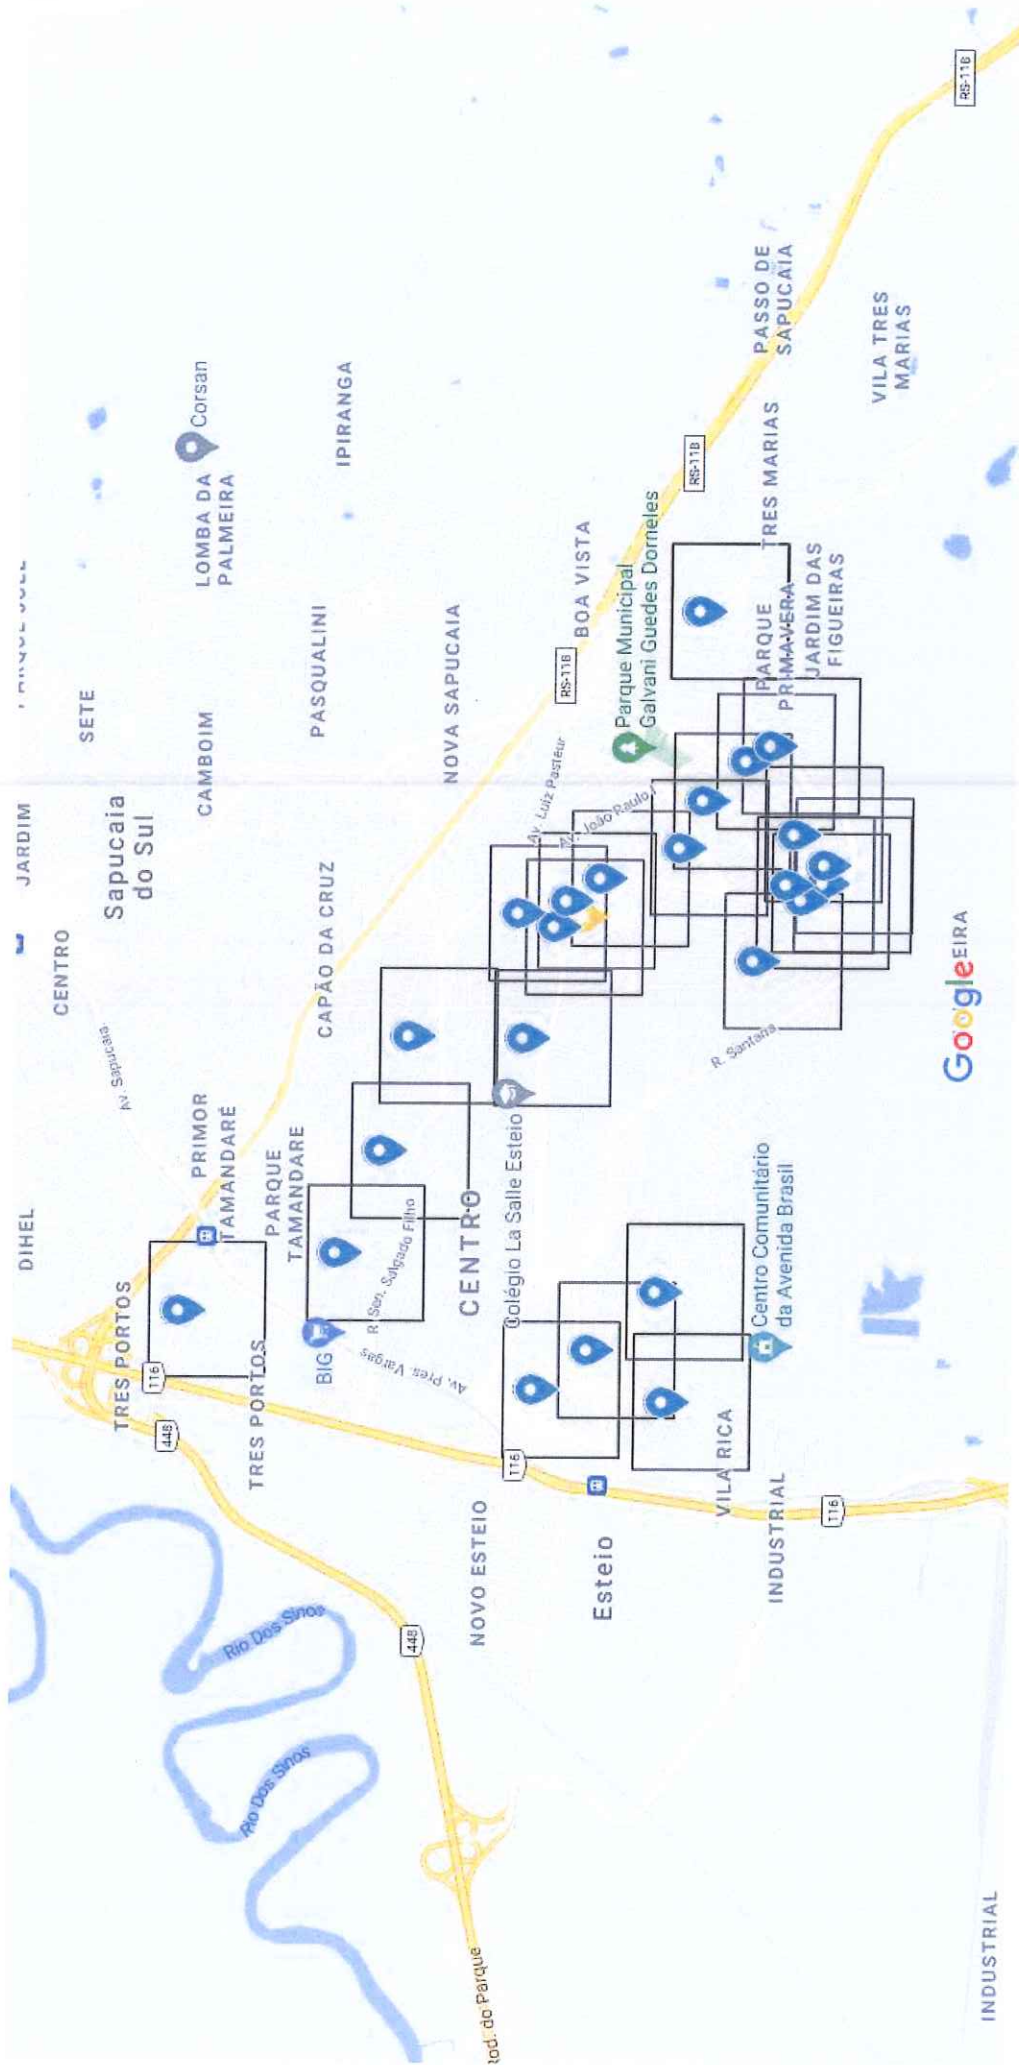 JARDIM
SETE
CENTRO
DIHEL
Sapucaia
do Sul
Av. Sapucaia
LOMBA DA
PALMEIRA
Corsan
CAMBOIM
PRIMOR
TAMANDARÉ
TRES PORTOS
116
448
TRES PORTOS
PARQUE
TAMANDARE
IPIRANGA
PASQUALINI
CAPÃO DA CRUZ
BIG
R. Sen. Salgado Filho
Av. Pres. Vargas
Rio Dos Sinos
Rio Dos Sinos
448
NOVA SAPUCAIA
CENTRO
NOVO ESTEIO
Rod. do Parque
Colégio La Salle Esteio
116
Av. Luiz Pasteur
RS-118
BOA VISTA
Av. João Paulo I
Esteio
Parque Municipal
Galvani Guedes Dorneles
RS-118
R. Santana
VILA RICA
PASSO DE
SAPUCAIA
TRES MARIAS
PARQUE
PRIMAVERA
JARDIM DAS
FIGUEIRAS
Centro Comunitário
da Avenida Brasil
INDUSTRIAL
116
VILA TRES
MARIAS
RS-118
Google
EIRA
INDUSTRIAL